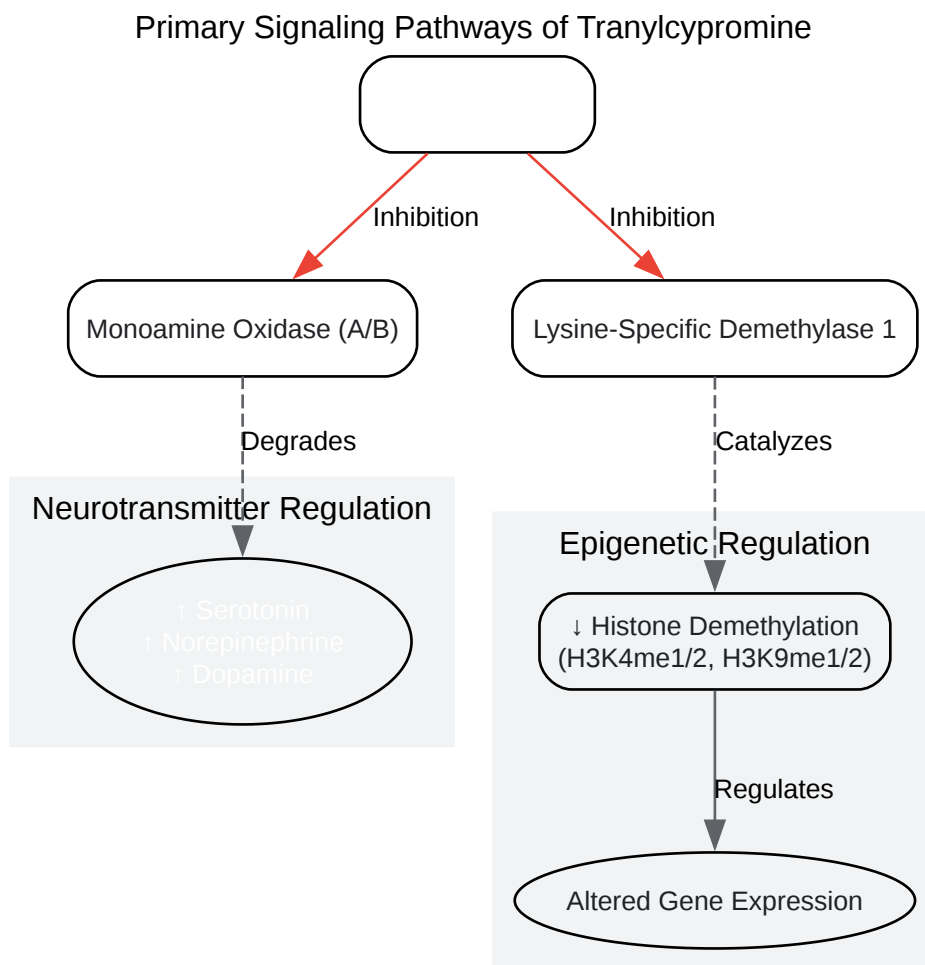 Primary Signaling Pathways of Tranylcypromine
Inhibition
Inhibition
Monoamine Oxidase (A/B)
Lysine-Specific Demethylase 1
Degrades
Catalyzes
Neurotransmitter Regulation
Epigenetic Regulation
↑ Serotonin
↑ Norepinephrine
↑ Dopamine
↓ Histone Demethylation
(H3K4me1/2, H3K9me1/2)
Regulates
Altered Gene Expression